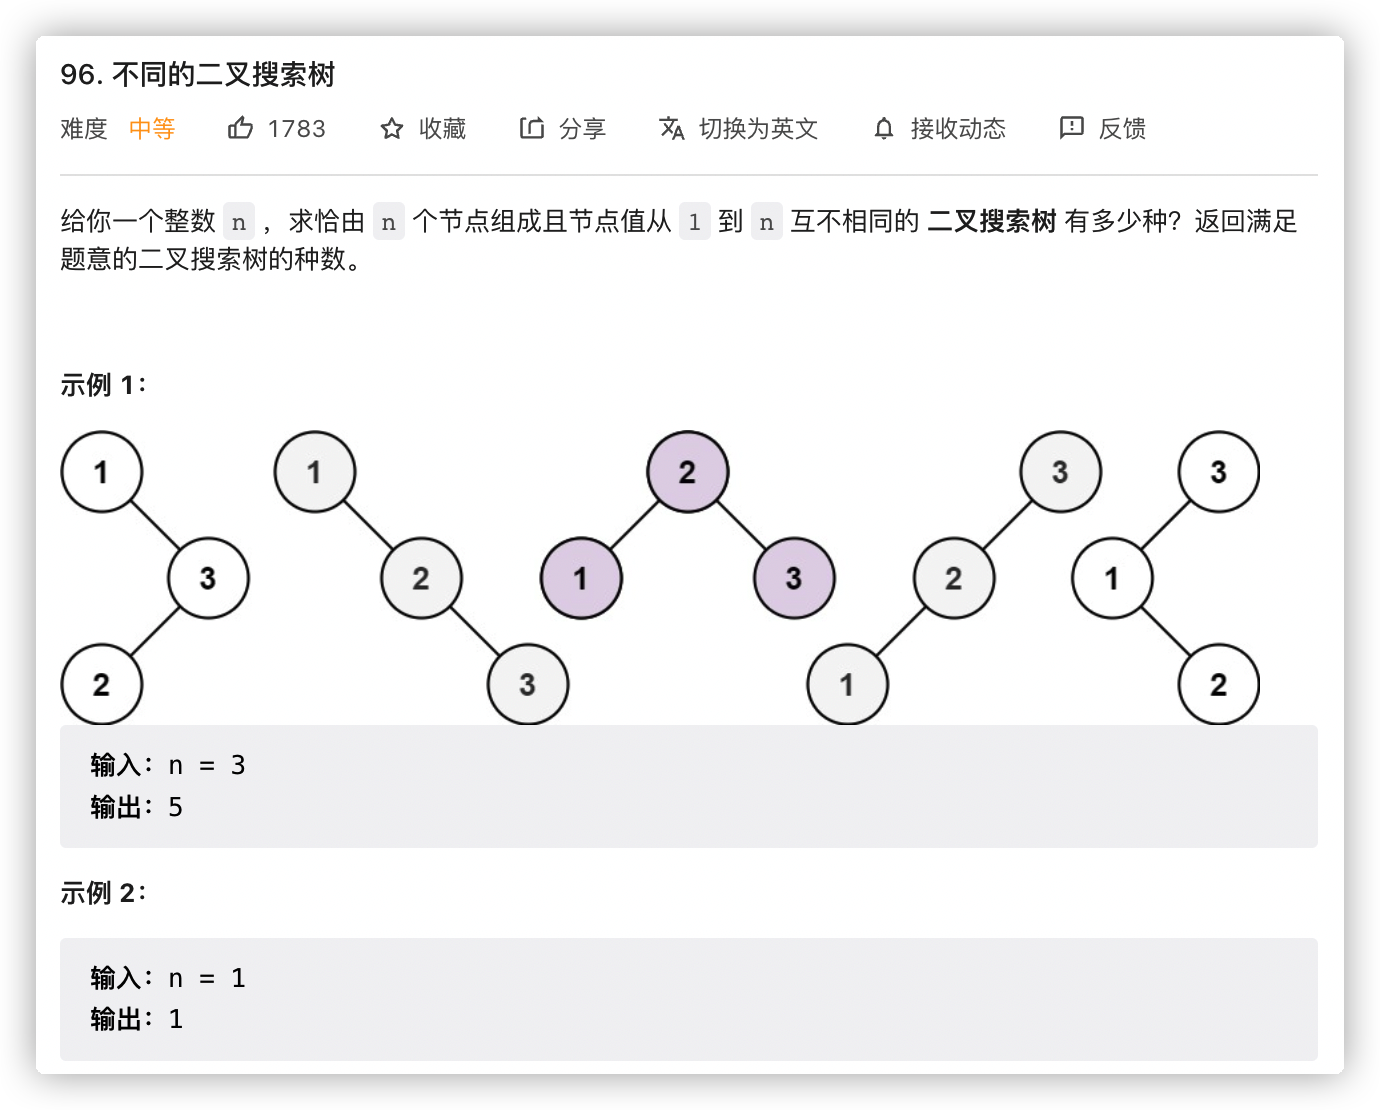 96. 不同的二叉搜索树
难度 中等 1783 收藏 分享 切换为英文 接收动态 反馈
给你一个整数 n ，求恰由 n 个节点组成且节点值从 1 到 n 互不相同的 二叉搜索树 有多少种？返回满足
题意的二叉搜索树的种数。
示例 1：
1 1 2 3 3
3 2 1 3 2 1
2 3 1 2
输入：n = 3
输出：5
示例 2：
输入：n = 1
输出：1